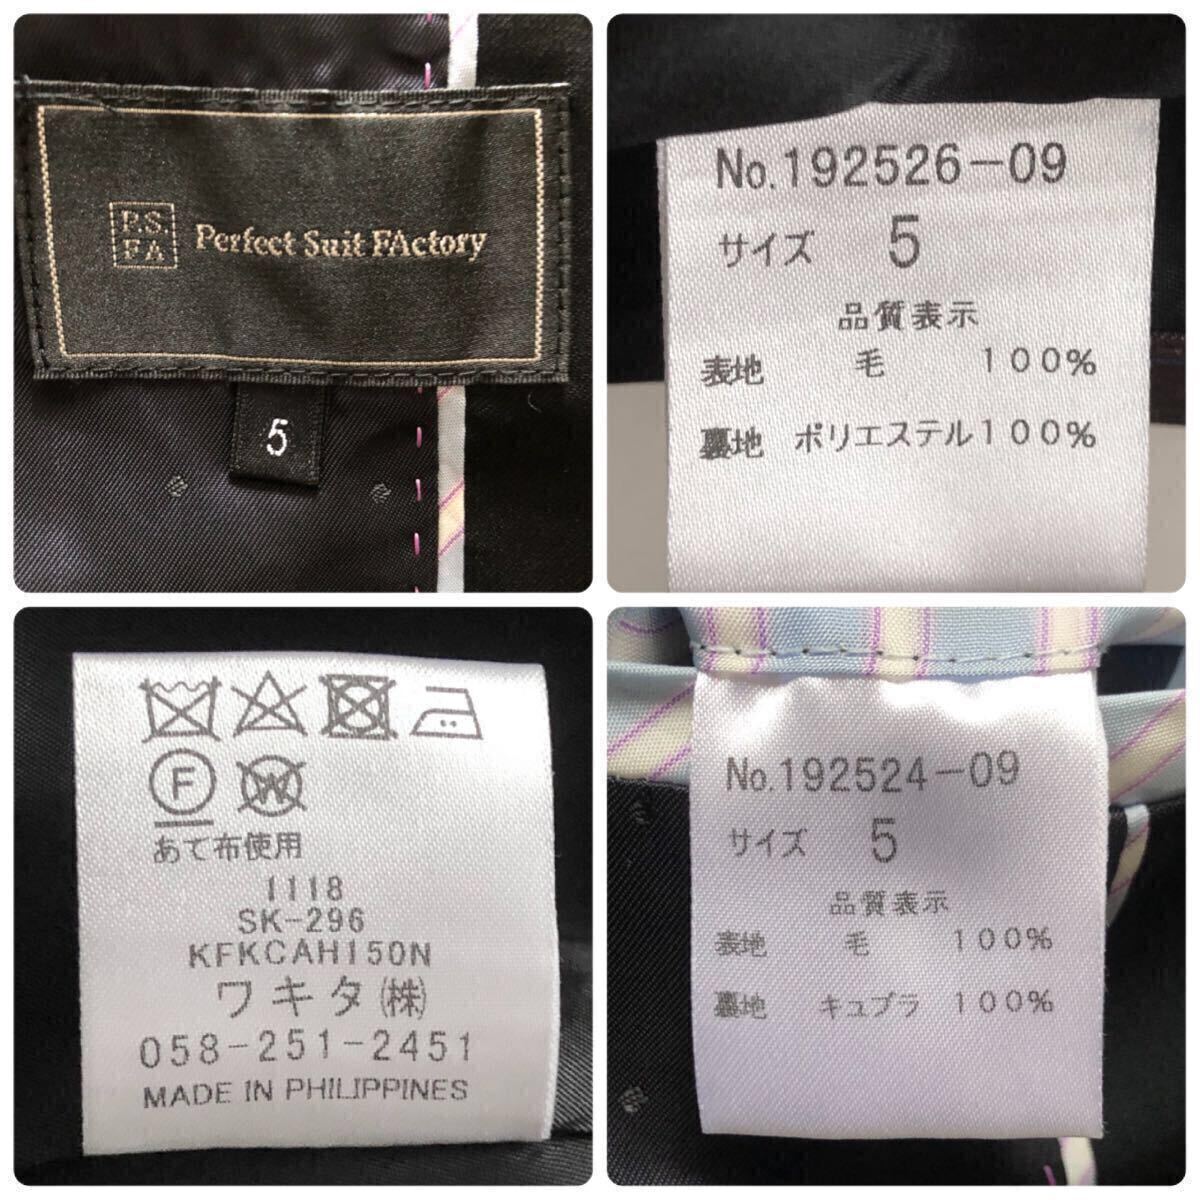 P.S.
FA
Perfect Suit FActory
5
No.192526-09
サイズ 5
品質表示
表地 毛 100%
裏地 ポリエステル100%
F W
あて布使用
1118
SK-296
KFKCAH150N
ワキタ(株)
058-251-2451
MADE IN PHILIPPINES
No.192524-09
サイズ 5
品質表示
表地 毛 100%
裏地 キュプラ 100%